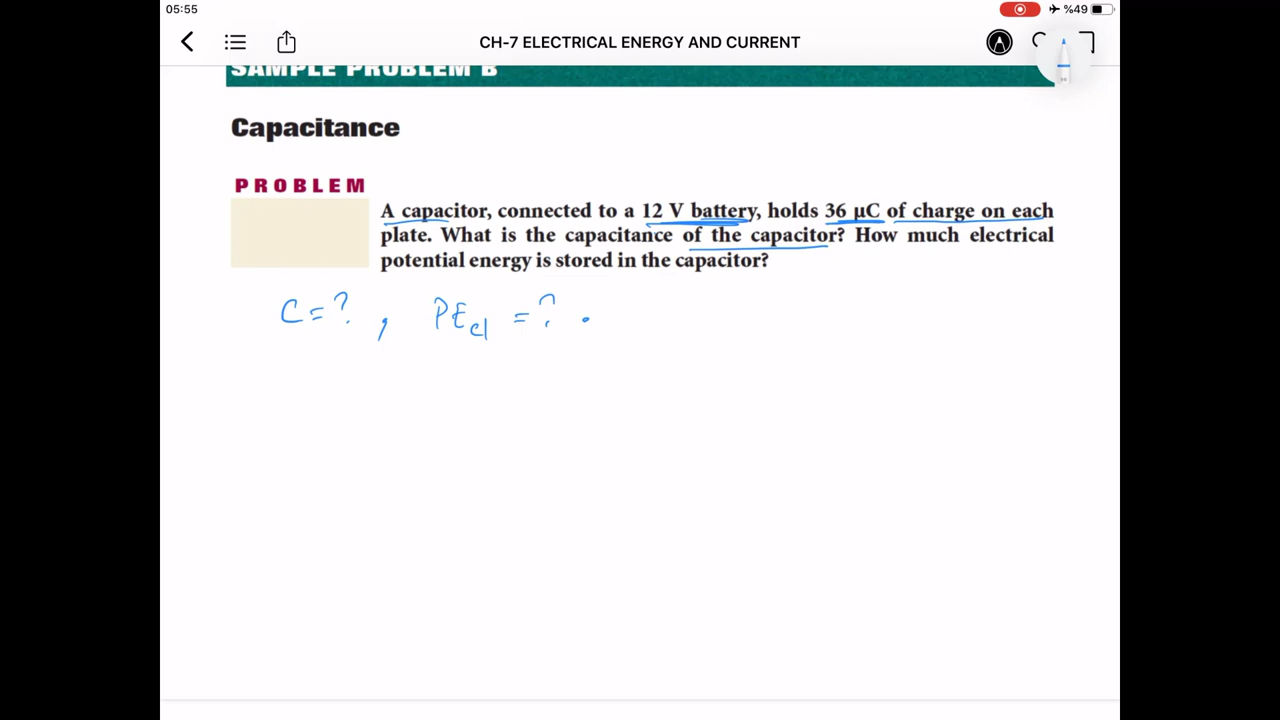 05:55
%49
CH-7 ELECTRICAL ENERGY AND CURRENT
SAMPLE PROBLEM B
Capacitance
PROBLEM
A capacitor, connected to a 12 V battery, holds 36 µC of charge on each
plate. What is the capacitance of the capacitor? How much electrical
potential energy is stored in the capacitor?
C = ? , PEel = ? .